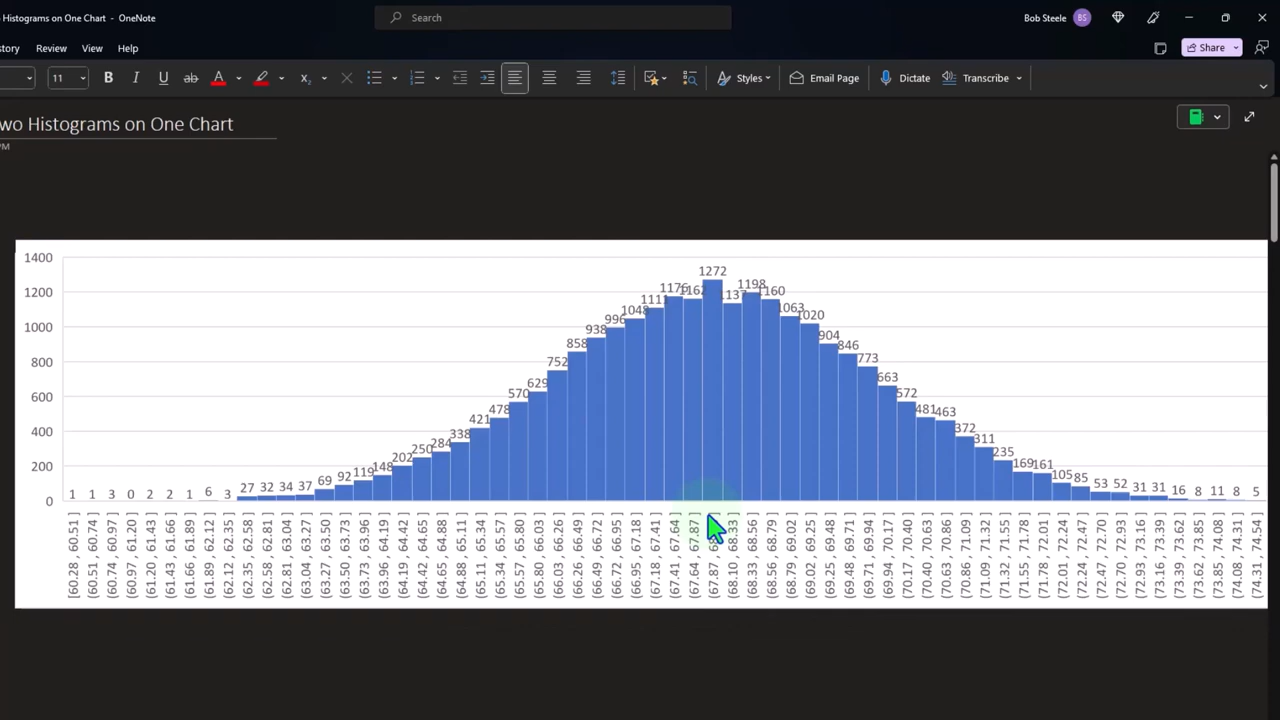 Histograms on One Chart - OneNote
Search
Bob Steele
BS
story
Review
View
Help
Share
11
B
I
U
ab
A
x
Styles
Email Page
Dictate
Transcribe
wo Histograms on One Chart
PM
1400
1200
1000
800
600
400
200
0
1 1 3 0 2 2 1 6 3 27 32 34 37 69 92 119 148 202 250 284 338 421 478 570 629 752 858 938 996 1048 1111 1176 1162 1272 1137 1198 1160 1063 1020 904 846 773 663 572 481 463 372 311 235 169 161 105 85 53 52 31 31 16 8 11 8 5
[60.28 , 60.51]
(60.51 , 60.74]
(60.74 , 60.97]
(60.97 , 61.20]
(61.20 , 61.43]
(61.43 , 61.66]
(61.66 , 61.89]
(61.89 , 62.12]
(62.12 , 62.35]
(62.35 , 62.58]
(62.58 , 62.81]
(62.81 , 63.04]
(63.04 , 63.27]
(63.27 , 63.50]
(63.50 , 63.73]
(63.73 , 63.96]
(63.96 , 64.19]
(64.19 , 64.42]
(64.42 , 64.65]
(64.65 , 64.88]
(64.88 , 65.11]
(65.11 , 65.34]
(65.34 , 65.57]
(65.57 , 65.80]
(65.80 , 66.03]
(66.03 , 66.26]
(66.26 , 66.49]
(66.49 , 66.72]
(66.72 , 66.95]
(66.95 , 67.18]
(67.18 , 67.41]
(67.41 , 67.64]
(67.64 , 67.87]
(67.87 ,
(68.10 , 68.33]
(68.33 , 68.56]
(68.56 , 68.79]
(68.79 , 69.02]
(69.02 , 69.25]
(69.25 , 69.48]
(69.48 , 69.71]
(69.71 , 69.94]
(69.94 , 70.17]
(70.17 , 70.40]
(70.40 , 70.63]
(70.63 , 70.86]
(70.86 , 71.09]
(71.09 , 71.32]
(71.32 , 71.55]
(71.55 , 71.78]
(71.78 , 72.01]
(72.01 , 72.24]
(72.24 , 72.47]
(72.47 , 72.70]
(72.70 , 72.93]
(72.93 , 73.16]
(73.16 , 73.39]
(73.39 , 73.62]
(73.62 , 73.85]
(73.85 , 74.08]
(74.08 , 74.31]
(74.31 , 74.54]